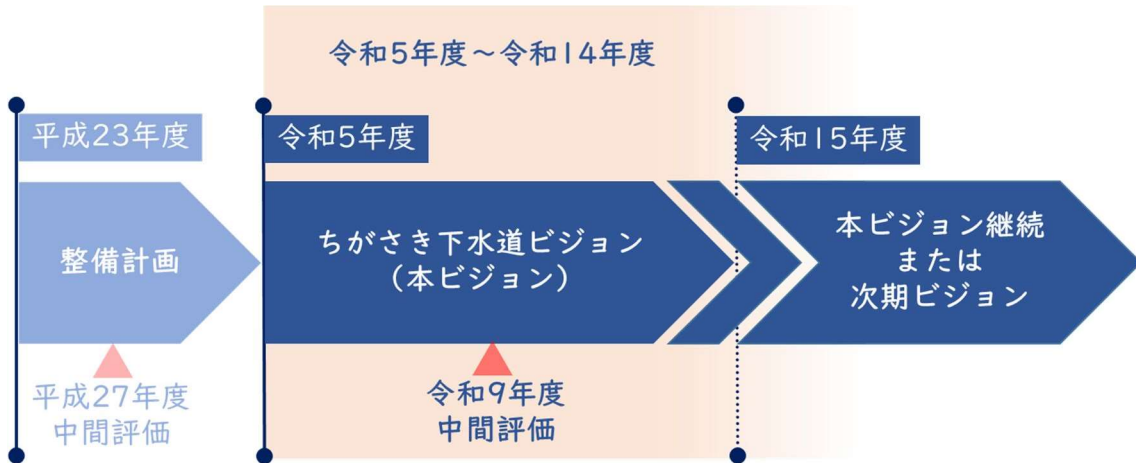 令和5年度～令和14年度
平成23年度
令和5年度
令和15年度
整備計画
ちがさき下水道ビジョン
(本ビジョン)
本ビジョン継続
または
次期ビジョン
平成27年度
中間評価
令和9年度
中間評価